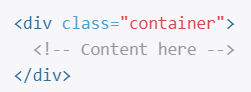 <div class="container">
  <!-- Content here -->
</div>